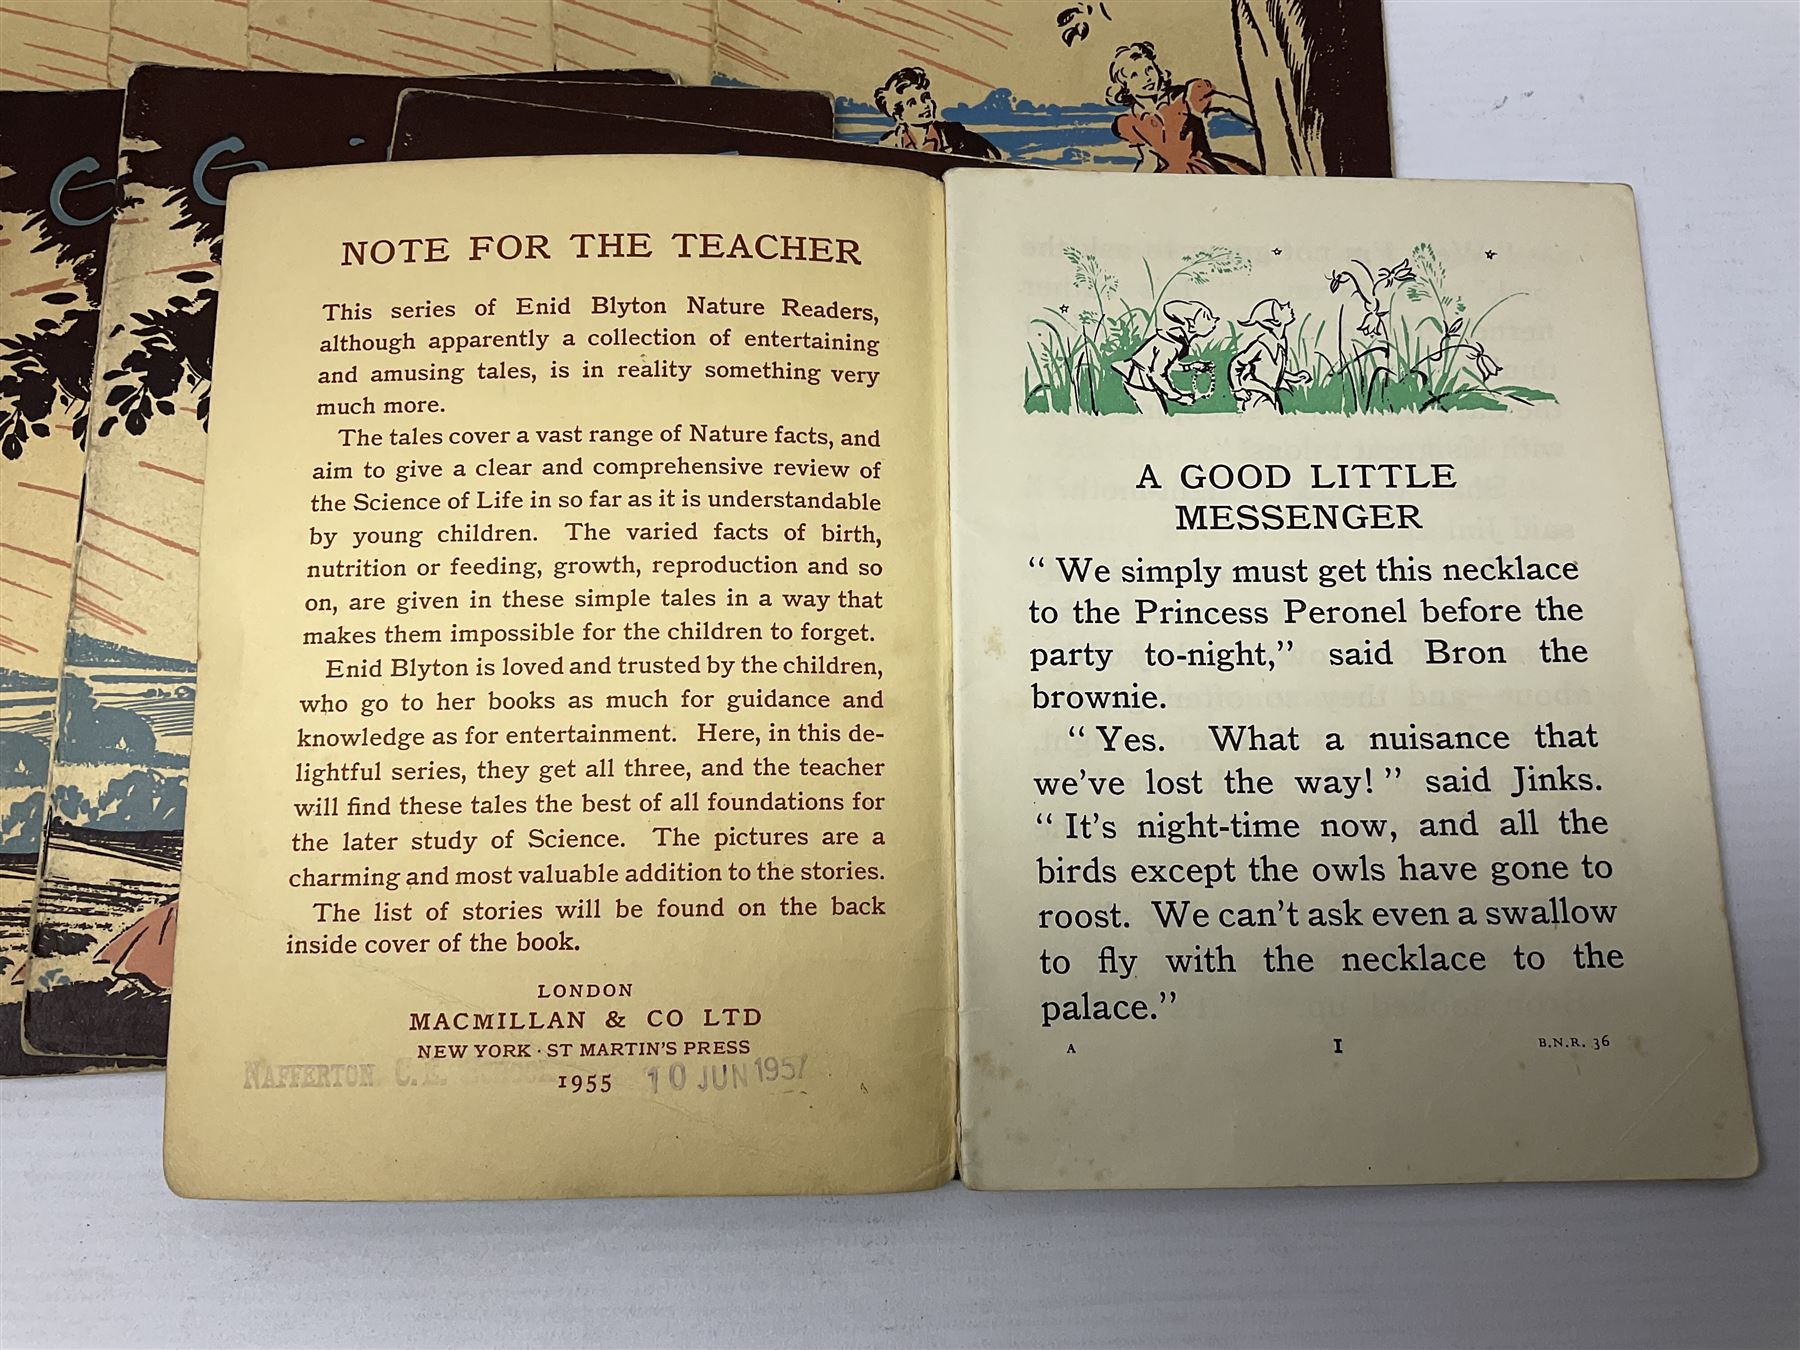 NOTE FOR THE TEACHER
This series of Enid Blyton Nature Readers,
although apparently a collection of entertaining
and amusing tales, is in reality something very
much more.
The tales cover a vast range of Nature facts, and
aim to give a clear and comprehensive review of
the Science of Life in so far as it is understandable
by young children. The varied facts of birth,
nutrition or feeding, growth, reproduction and so
on, are given in these simple tales in a way that
makes them impossible for the children to forget.
Enid Blyton is loved and trusted by the children,
who go to her books as much for guidance and
knowledge as for entertainment. Here, in this de-
lightful series, they get all three, and the teacher
will find these tales the best of all foundations for
the later study of Science. The pictures are a
charming and most valuable addition to the stories.
The list of stories will be found on the back
inside cover of the book.
LONDON
MACMILLAN & CO LTD
NEW YORK · ST MARTIN'S PRESS
1955
NAFFERTON C. E.
10 JUN 1957
A GOOD LITTLE
MESSENGER
“ We simply must get this necklace
to the Princess Peronel before the
party to-night,” said Bron the
brownie.
“ Yes. What a nuisance that
we've lost the way! ” said Jinks.
“ It's night-time now, and all the
birds except the owls have gone to
roost. We can't ask even a swallow
to fly with the necklace to the
palace.”
A 1 B.N.R. 36